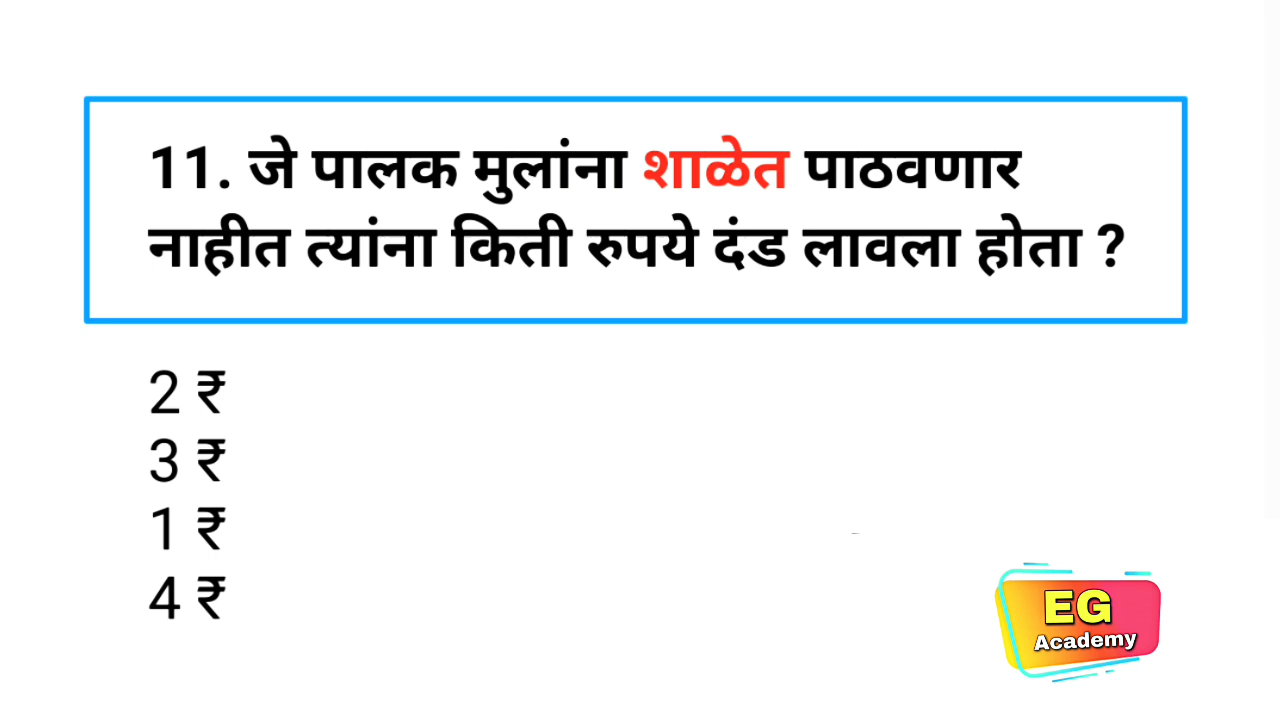 11. जे पालक मुलांना शाळेत पाठवणार
नाहीत त्यांना किती रुपये दंड लावला होता ?
2 ₹
3 ₹
1 ₹
4 ₹
EG
Academy